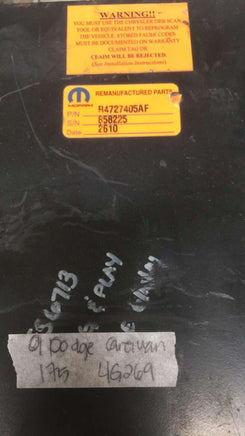 WARNING!!
YOU MUST USE THE CHRYSLER DRB SCAN
TOOL OR EQUIVALENT TO REPROGRAM
THE VEHICLE. STORED FAULT CODES
MUST BE DOCUMENTED ON WARRANTY
CLAIM TAG OR
CLAIM WILL BE REJECTED.
(See Installation Instructions)
MOPAR
REMANUFACTURED PARTS
P/N R4727405AF
S/N 658225
Date 2610
56713
& PLAY
01 Dodge Caravan
175 4G269